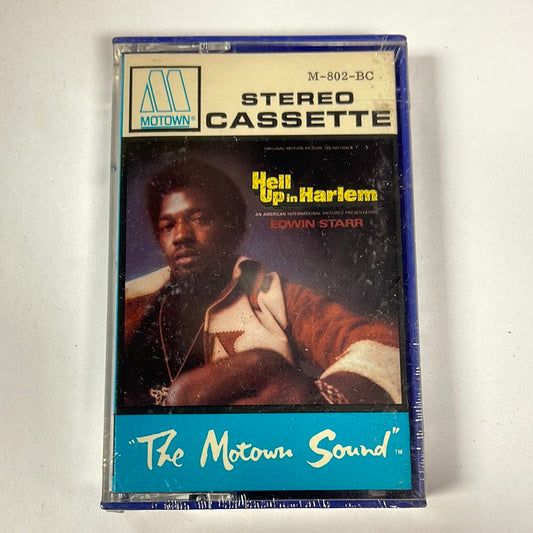 M-802-BC
MOTOWN®
STEREO
CASSETTE
ORIGINAL MOTION PICTURE SOUNDTRACK
Hell
Up in Harlem
AN AMERICAN INTERNATIONAL PICTURES PRESENTATION
EDWIN STARR
"The Motown Sound"™